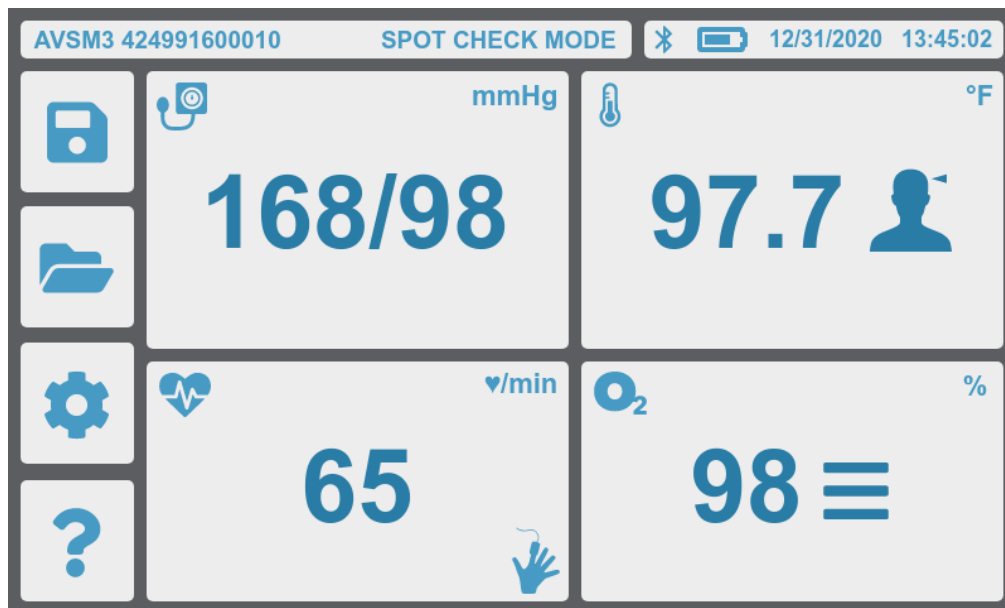 AVSM3 424991600010 SPOT CHECK MODE 12/31/2020 13:45:02
mmHg
168/98
°F
97.7
♥/min
65
O₂ %
98
?